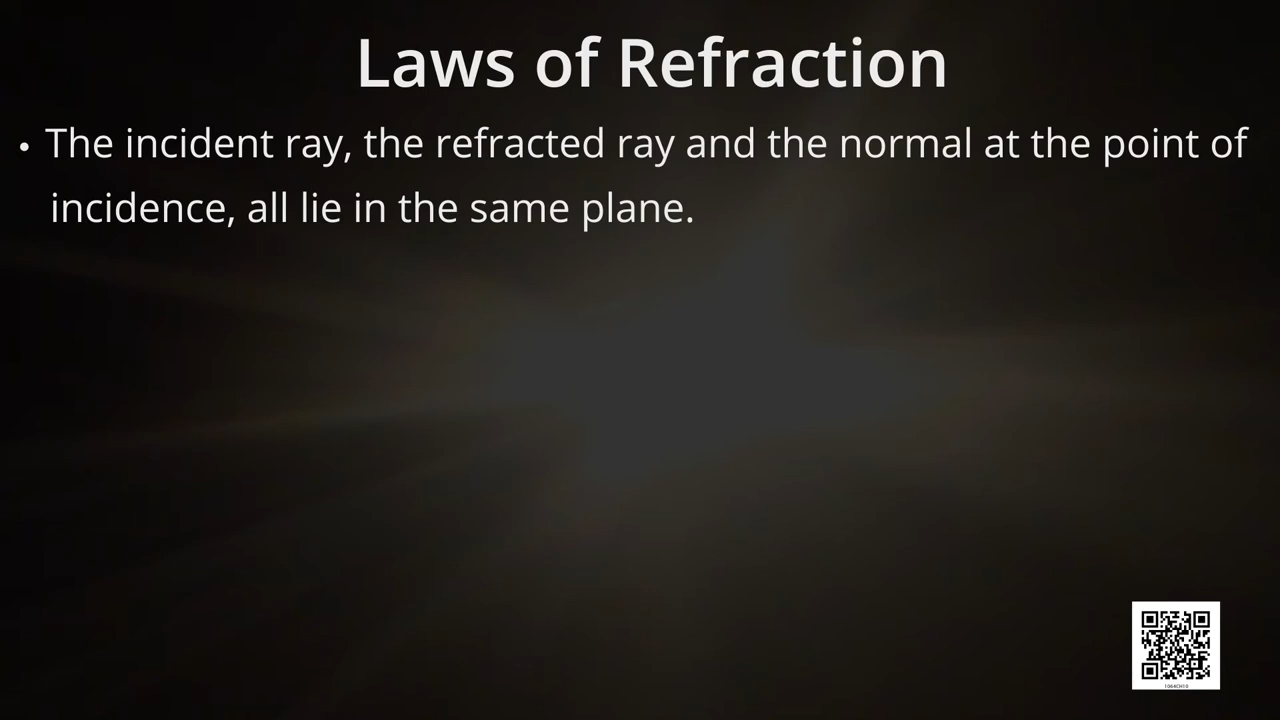 Laws of Refraction
• The incident ray, the refracted ray and the normal at the point of
incidence, all lie in the same plane.